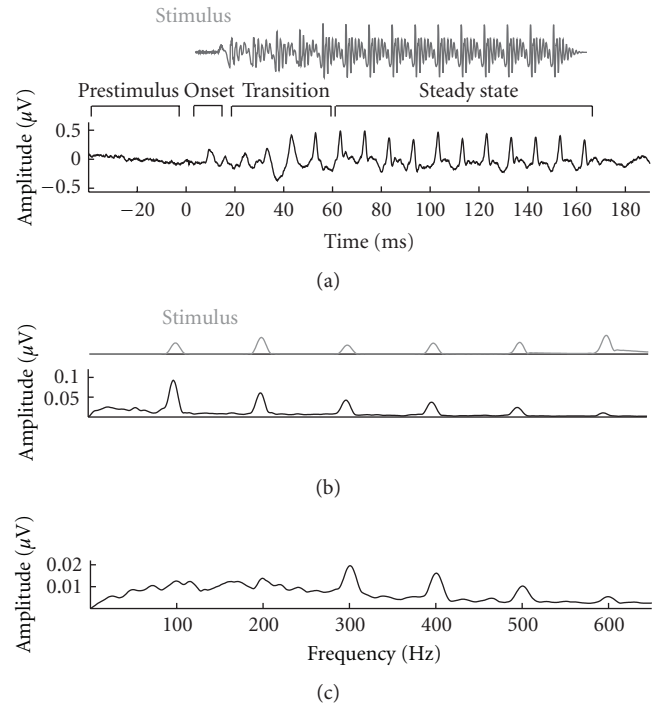 Stimulus
Prestimulus Onset Transition Steady state
Amplitude (μV)
0.5
0
−0.5
−20 0 20 40 60 80 100 120 140 160 180
Time (ms)
(a)
Stimulus
Amplitude (μV)
0.1
0.05
(b)
Amplitude (μV)
0.02
0.01
100 200 300 400 500 600
Frequency (Hz)
(c)